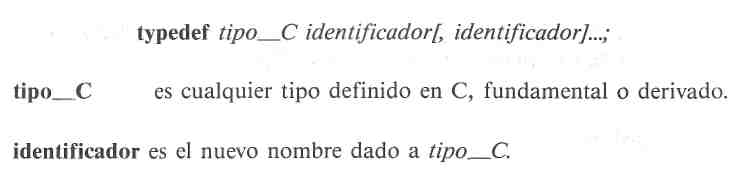 typedef tipo__C identificador[, identificador]...;
tipo__C es cualquier tipo definido en C, fundamental o derivado.
identificador es el nuevo nombre dado a tipo__C.